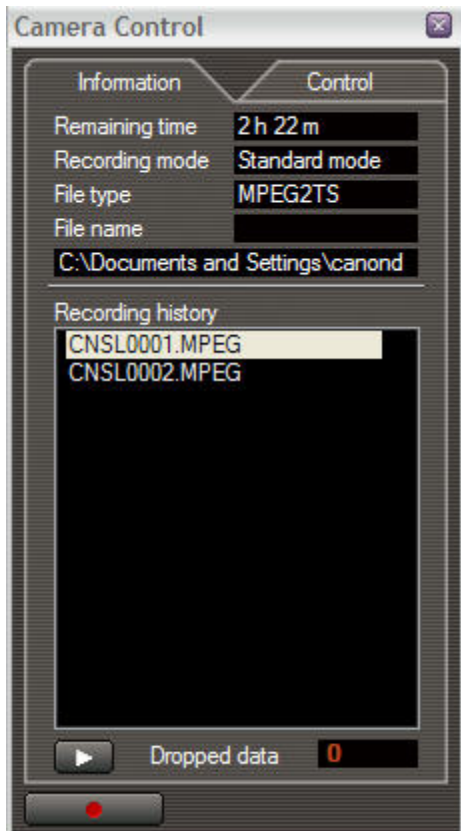 Camera Control
Information Control
Remaining time 2 h 22 m
Recording mode Standard mode
File type MPEG2TS
File name
C:\Documents and Settings\canond
Recording history
CNSL0001.MPEG
CNSL0002.MPEG
Dropped data 0